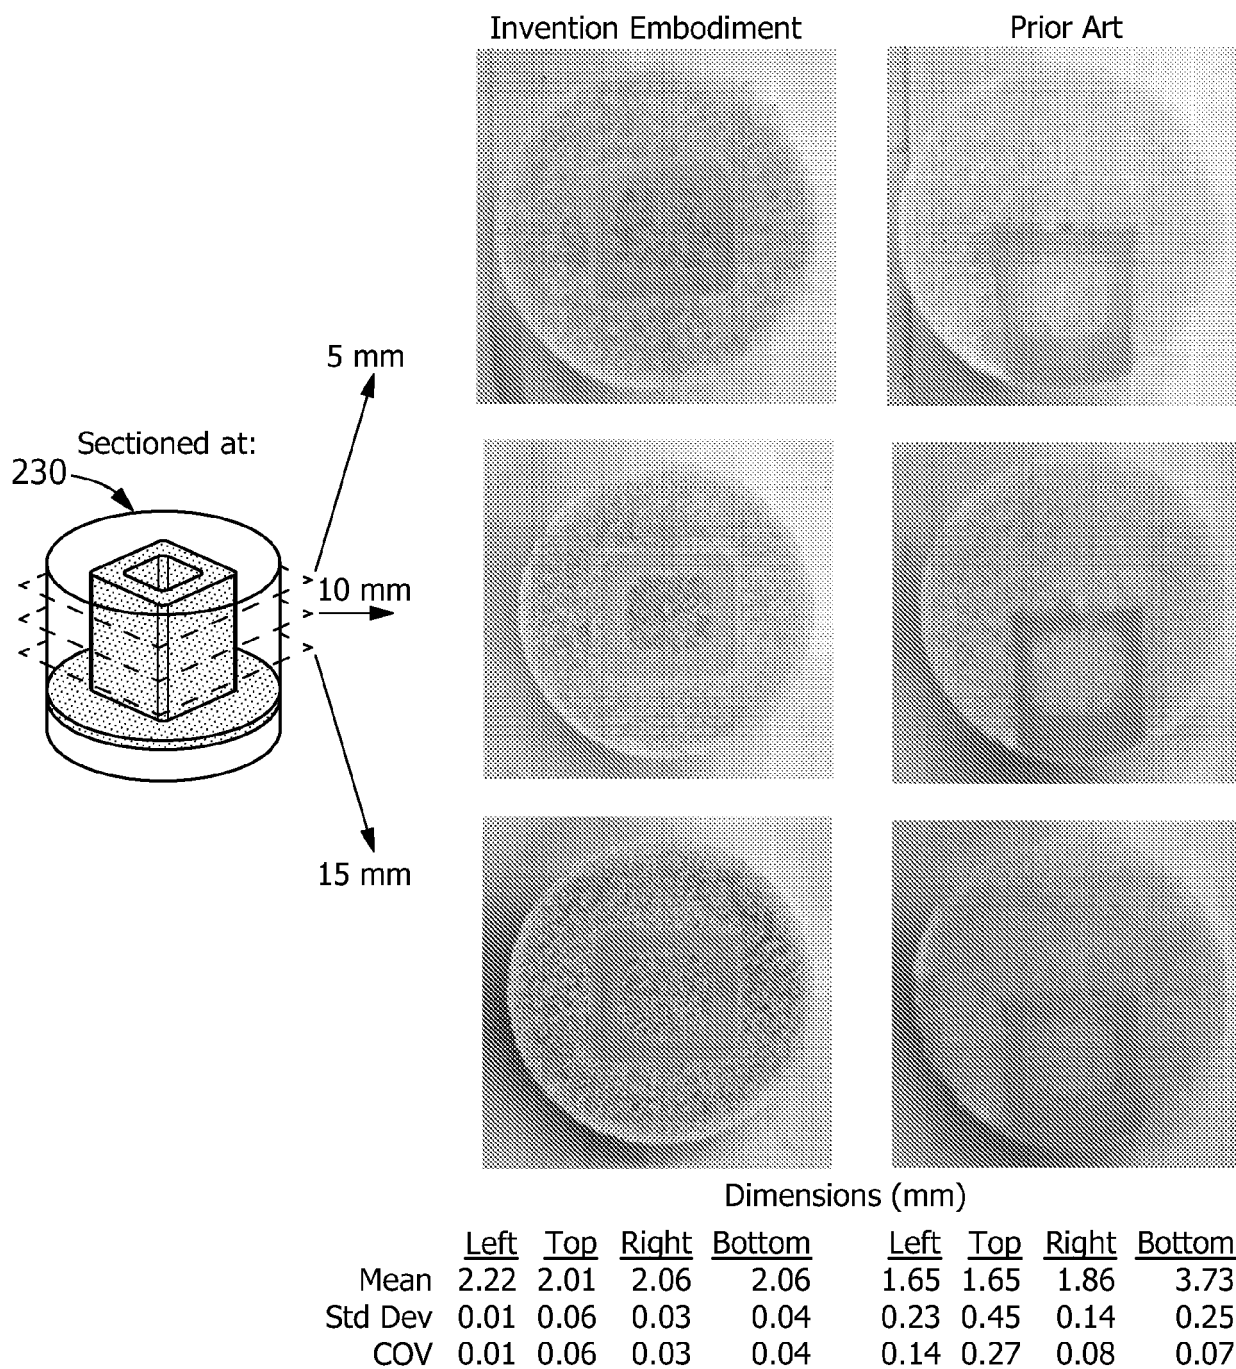 Invention Embodiment Prior Art
5 mm
Sectioned at:
230
10 mm
15 mm
Dimensions (mm)
Left Top Right Bottom Left Top Right Bottom
Mean 2.22 2.01 2.06 2.06 1.65 1.65 1.86 3.73
Std Dev 0.01 0.06 0.03 0.04 0.23 0.45 0.14 0.25
COV 0.01 0.06 0.03 0.04 0.14 0.27 0.08 0.07